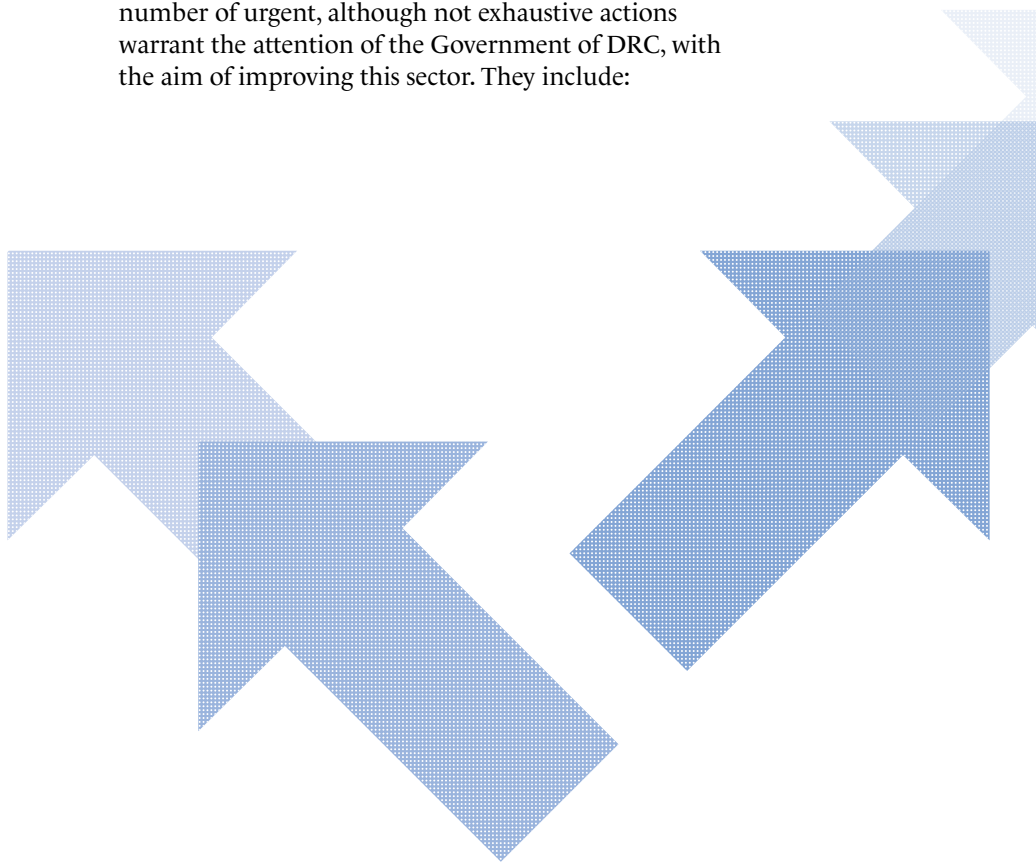 number of urgent, although not exhaustive actions
warrant the attention of the Government of DRC, with
the aim of improving this sector. They include: